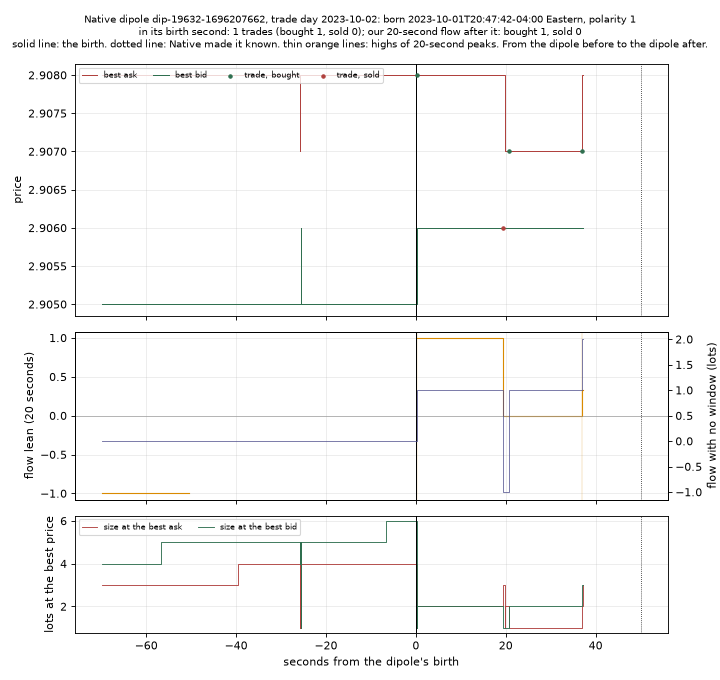 Native dipole dip-19632-1696207662, trade day 2023-10-02: born 2023-10-01T20:47:42-04:00 Eastern, polarity 1
in its birth second: 1 trades (bought 1, sold 0); our 20-second flow after it: bought 1, sold 0
solid line: the birth. dotted line: Native made it known. thin orange lines: highs of 20-second peaks. From the dipole before to the dipole after.
best ask
best bid
trade, bought
trade, sold
2.9080
2.9075
2.9070
2.9065
2.9060
2.9055
2.9050
price
1.0
0.5
0.0
−0.5
−1.0
flow lean (20 seconds)
2.0
1.5
1.0
0.5
0.0
−0.5
−1.0
flow with no window (lots)
size at the best ask
size at the best bid
6
4
2
lots at the best price
−60
−40
−20
0
20
40
seconds from the dipole's birth